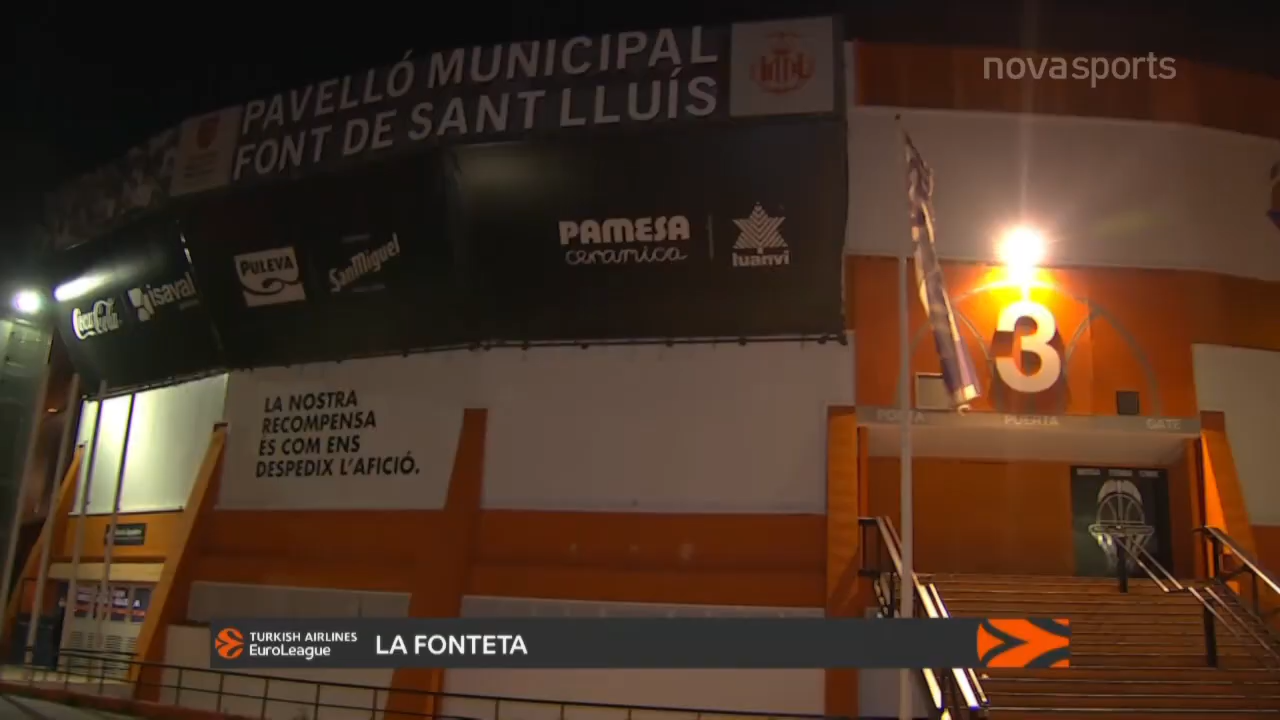 novasports
PAVELLÓ MUNICIPAL
FONT DE SANT LLUÍS
PAMESA
cerámica
luanvi
PULEVA
San Miguel
Coca-Cola
isaval
3
PORTA PUERTA GATE
LA NOSTRA
RECOMPENSA
ES COM ENS
DESPEDIX L'AFICIÓ.
TURKISH AIRLINES
EuroLeague
LA FONTETA